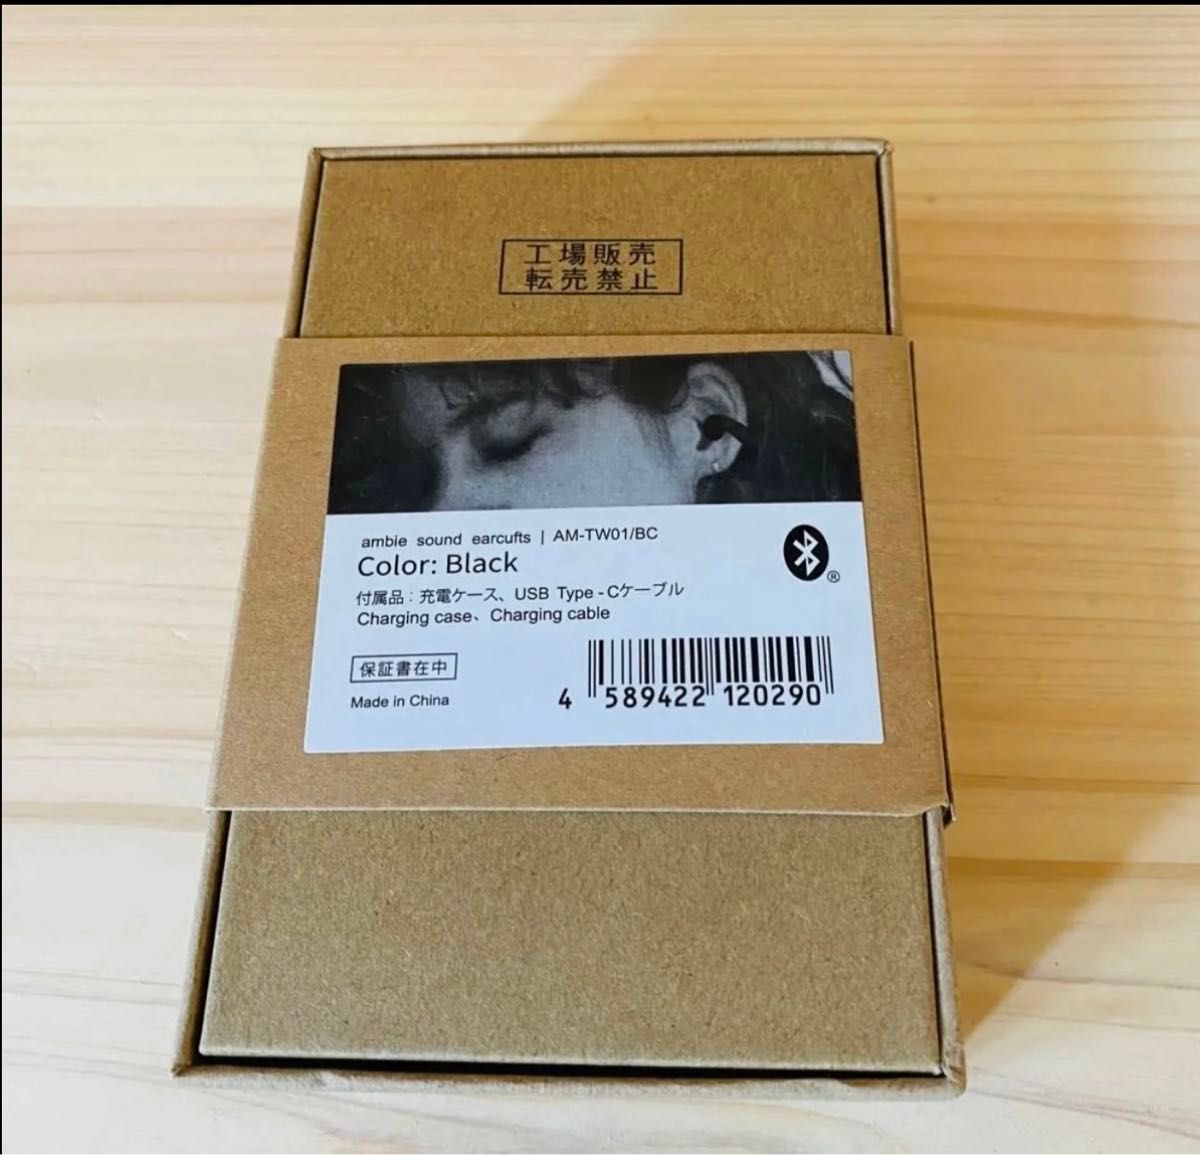 工場販売
転売禁止
ambie sound earcufts | AM-TW01/BC
Color: Black
付属品：充電ケース、USB Type-Cケーブル
Charging case、Charging cable
保証書在中
Made in China
4 589422 120290
®